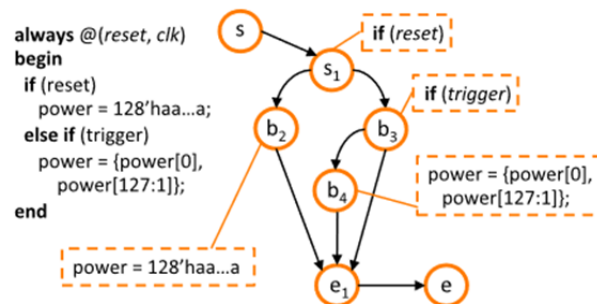 always @(reset, clk)
begin
if (reset)
power = 128'haa...a;
else if (trigger)
power = {power[0],
power[127:1]};
end
s
if (reset)
s1
b2
b3
if (trigger)
b4
power = {power[0],
power[127:1]};
power = 128'haa...a
e1
e